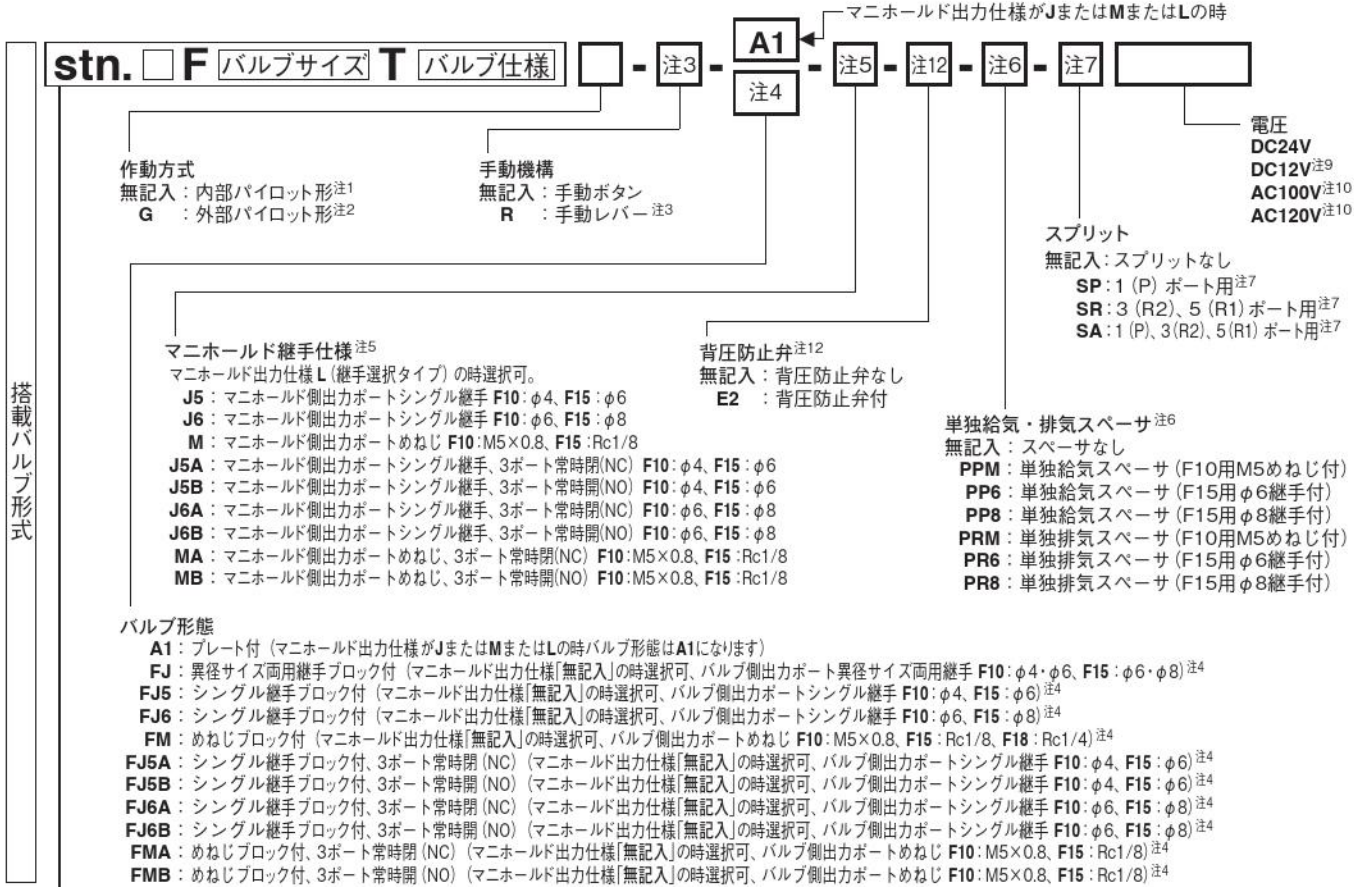 マニホールド出力仕様がJまたはMまたはLの時
搭載バルブ形式
stn. □ F バルブサイズ T バルブ仕様 □ - 注3 - A1 - 注5 - 注12 - 注6 - 注7
注4
電圧
DC24V
DC12V注9
AC100V注10
AC120V注10
作動方式
無記入：内部パイロット形注1
G ：外部パイロット形注2
手動機構
無記入：手動ボタン
R ：手動レバー注3
スプリット
無記入：スプリットなし
SP：1 (P) ポート用注7
SR：3 (R2)、5 (R1) ポート用注7
SA：1 (P)、3(R2)、5(R1) ポート用注7
マニホールド継手仕様注5
マニホールド出力仕様 L（継手選択タイプ）の時選択可。
J5：マニホールド側出力ポートシングル継手 F10：φ4、F15：φ6
J6：マニホールド側出力ポートシングル継手 F10：φ6、F15：φ8
M：マニホールド側出力ポートめねじ F10：M5×0.8、F15：Rc1/8
J5A：マニホールド側出力ポートシングル継手、3ポート常時閉(NC) F10：φ4、F15：φ6
J5B：マニホールド側出力ポートシングル継手、3ポート常時開(NO) F10：φ4、F15：φ6
J6A：マニホールド側出力ポートシングル継手、3ポート常時閉(NC) F10：φ6、F15：φ8
J6B：マニホールド側出力ポートシングル継手、3ポート常時開(NO) F10：φ6、F15：φ8
MA：マニホールド側出力ポートめねじ、3ポート常時閉(NC) F10：M5×0.8、F15：Rc1/8
MB：マニホールド側出力ポートめねじ、3ポート常時開(NO) F10：M5×0.8、F15：Rc1/8
背圧防止弁注12
無記入：背圧防止弁なし
E2 ：背圧防止弁付
単独給気・排気スペーサ注6
無記入：スペーサなし
PPM：単独給気スペーサ（F10用M5めねじ付）
PP6：単独給気スペーサ（F15用φ6継手付）
PP8：単独給気スペーサ（F15用φ8継手付）
PRM：単独排気スペーサ（F10用M5めねじ付）
PR6：単独排気スペーサ（F15用φ6継手付）
PR8：単独排気スペーサ（F15用φ8継手付）
バルブ形態
A1：プレート付（マニホールド出力仕様がJまたはMまたはLの時バルブ形態はA1になります）
FJ：異径サイズ両用継手ブロック付（マニホールド出力仕様「無記入」の時選択可、バルブ側出力ポート異径サイズ両用継手 F10：φ4・φ6、F15：φ6・φ8）注4
FJ5：シングル継手ブロック付（マニホールド出力仕様「無記入」の時選択可、バルブ側出力ポートシングル継手 F10：φ4、F15：φ6）注4
FJ6：シングル継手ブロック付（マニホールド出力仕様「無記入」の時選択可、バルブ側出力ポートシングル継手 F10：φ6、F15：φ8）注4
FM：めねじブロック付（マニホールド出力仕様「無記入」の時選択可、バルブ側出力ポートめねじ F10：M5×0.8、F15：Rc1/8、F18：Rc1/4）注4
FJ5A：シングル継手ブロック付、3ポート常時閉（NC）（マニホールド出力仕様「無記入」の時選択可、バルブ側出力ポートシングル継手 F10：φ4、F15：φ6）注4
FJ5B：シングル継手ブロック付、3ポート常時開（NO）（マニホールド出力仕様「無記入」の時選択可、バルブ側出力ポートシングル継手 F10：φ4、F15：φ6）注4
FJ6A：シングル継手ブロック付、3ポート常時閉（NC）（マニホールド出力仕様「無記入」の時選択可、バルブ側出力ポートシングル継手 F10：φ6、F15：φ8）注4
FJ6B：シングル継手ブロック付、3ポート常時開（NO）（マニホールド出力仕様「無記入」の時選択可、バルブ側出力ポートシングル継手 F10：φ6、F15：φ8）注4
FMA：めねじブロック付、3ポート常時閉（NC）（マニホールド出力仕様「無記入」の時選択可、バルブ側出力ポートめねじ F10：M5×0.8、F15：Rc1/8）注4
FMB：めねじブロック付、3ポート常時開（NO）（マニホールド出力仕様「無記入」の時選択可、バルブ側出力ポートめねじ F10：M5×0.8、F15：Rc1/8）注4